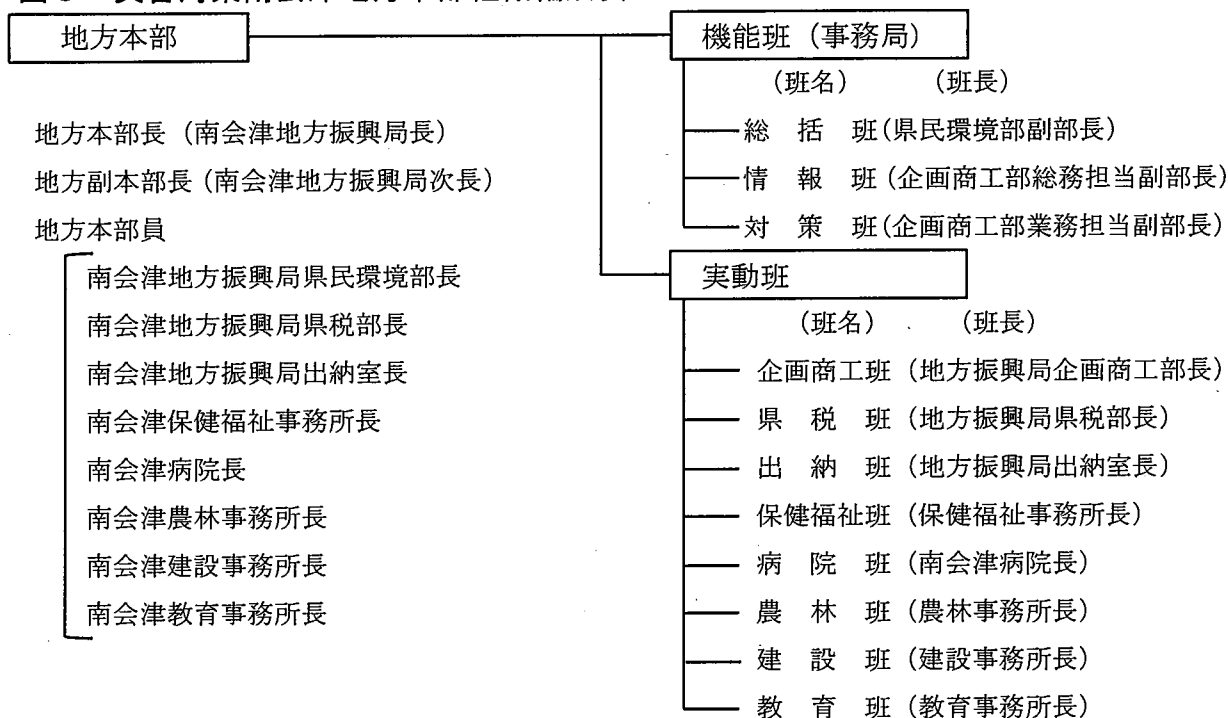 地方本部
地方本部長（南会津地方振興局長）
地方副本部長（南会津地方振興局次長）
地方本部員
南会津地方振興局県民環境部長
南会津地方振興局県税部長
南会津地方振興局出納室長
南会津保健福祉事務所長
南会津病院長
南会津農林事務所長
南会津建設事務所長
南会津教育事務所長
機能班（事務局）
（班名）　（班長）
総　括　班（県民環境部副部長）
情　報　班（企画商工部総務担当副部長）
対　策　班（企画商工部業務担当副部長）
実動班
（班名）　（班長）
企画商工班（地方振興局企画商工部長）
県　税　班（地方振興局県税部長）
出　納　班（地方振興局出納室長）
保健福祉班（保健福祉事務所長）
病　院　班（南会津病院長）
農　林　班（農林事務所長）
建　設　班（建設事務所長）
教　育　班（教育事務所長）